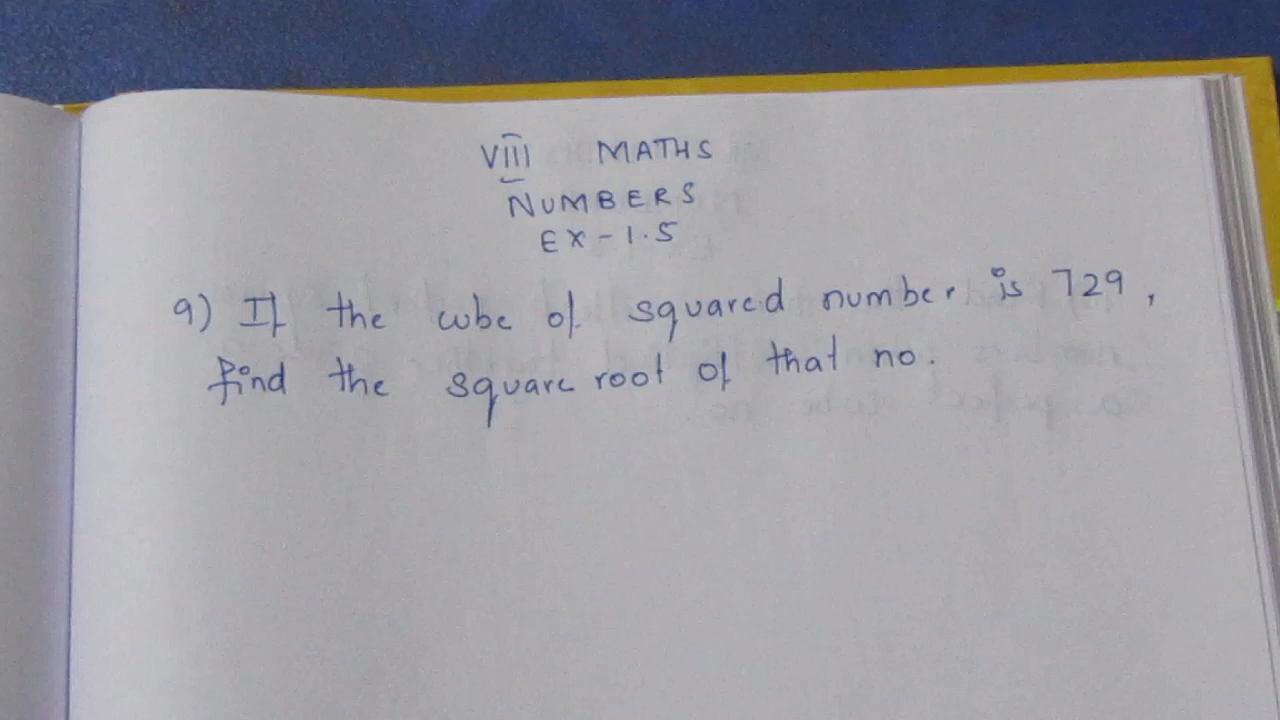 VIII MATHS
NUMBERS
EX-1.5
9) If the cube of squared number is 729,
find the square root of that no.